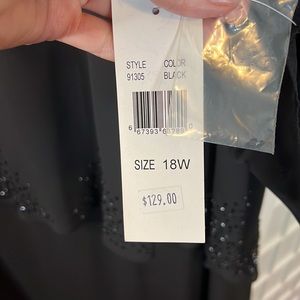 STYLE COLOR
91305 BLACK
SIZE 18W
$129.00